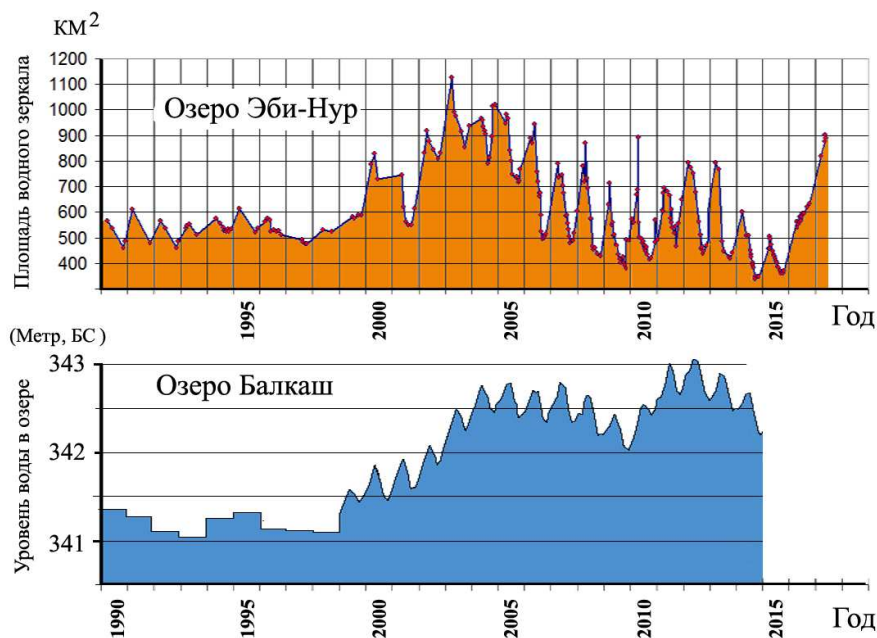 КМ²
1200
1100
1000
900
800
700
600
500
400
Площадь водного зеркала
Озеро Эби-Нур
1995
2000
2005
2010
2015
Год
(Метр, БС)
343
342
341
Уровень воды в озере
Озеро Балкаш
1990
1995
2000
2005
2010
2015
Год